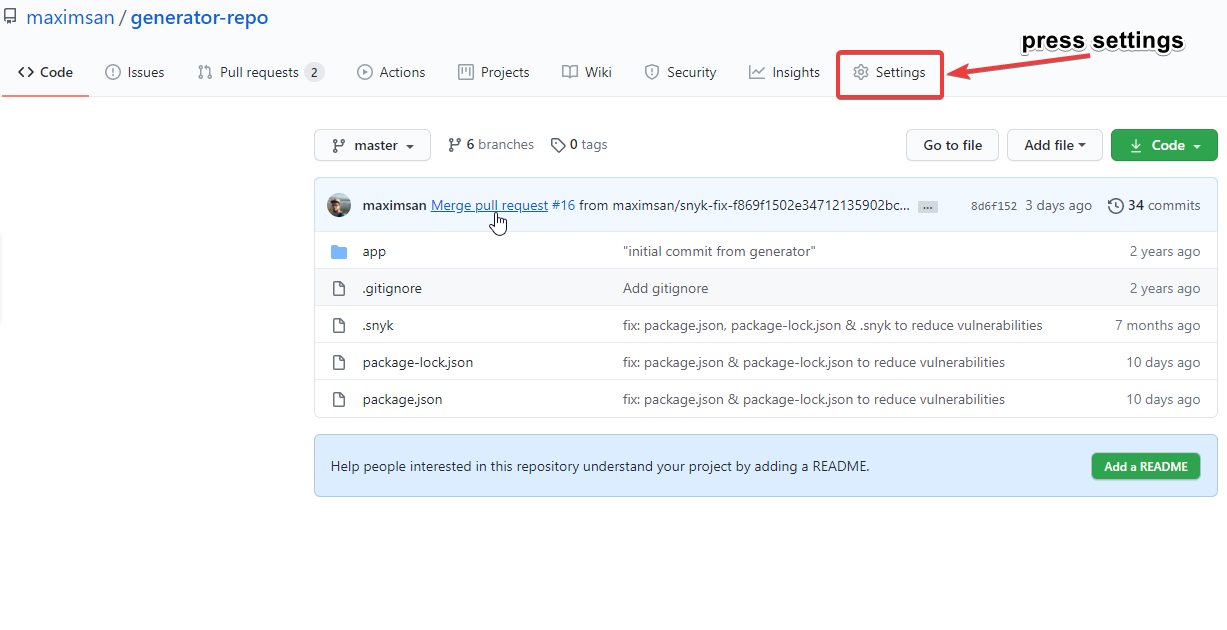 maximsan / generator-repo
press settings
Code Issues Pull requests 2 Actions Projects Wiki Security Insights Settings
master 6 branches 0 tags Go to file Add file Code
maximsan Merge pull request #16 from maximsan/snyk-fix-f869f1502e34712135902bc... ... 8d6f152 3 days ago 34 commits
app "initial commit from generator" 2 years ago
.gitignore Add gitignore 2 years ago
.snyk fix: package.json, package-lock.json & .snyk to reduce vulnerabilities 7 months ago
package-lock.json fix: package.json & package-lock.json to reduce vulnerabilities 10 days ago
package.json fix: package.json & package-lock.json to reduce vulnerabilities 10 days ago
Help people interested in this repository understand your project by adding a README. Add a README